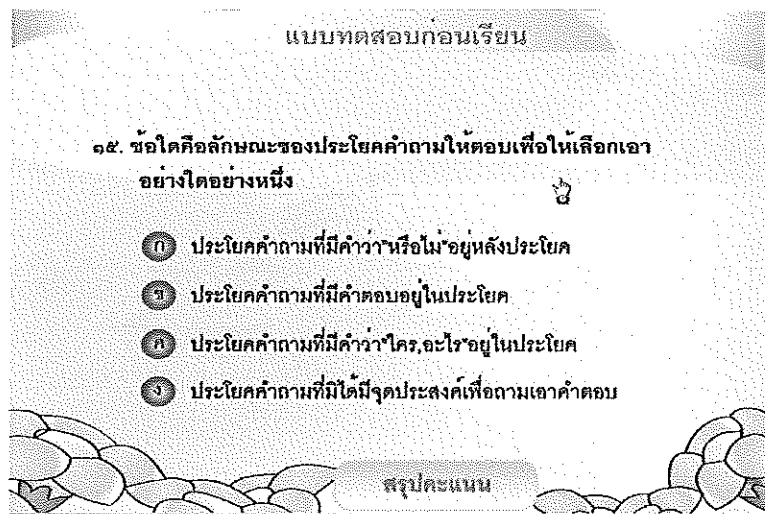 แบบทดสอบก่อนเรียน
๑๕. ข้อใดคือลักษณะของประโยคคำถามให้ตอบเพื่อให้เลือกเอา
อย่างใดอย่างหนึ่ง
ก ประโยคคำถามที่มีคำว่า"หรือไม่"อยู่หลังประโยค
ข ประโยคคำถามที่มีคำตอบอยู่ในประโยค
ค ประโยคคำถามที่มีคำว่า"ใคร,อะไร"อยู่ในประโยค
ง ประโยคคำถามที่มิได้มีจุดประสงค์เพื่อถามเอาคำตอบ
สรุปคะแนน